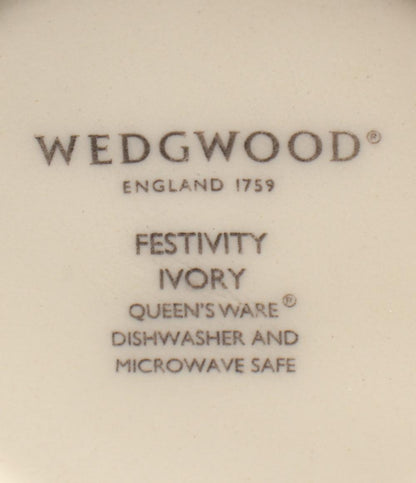 WEDGWOOD®
ENGLAND 1759
FESTIVITY
IVORY
QUEEN'S WARE®
DISHWASHER AND
MICROWAVE SAFE